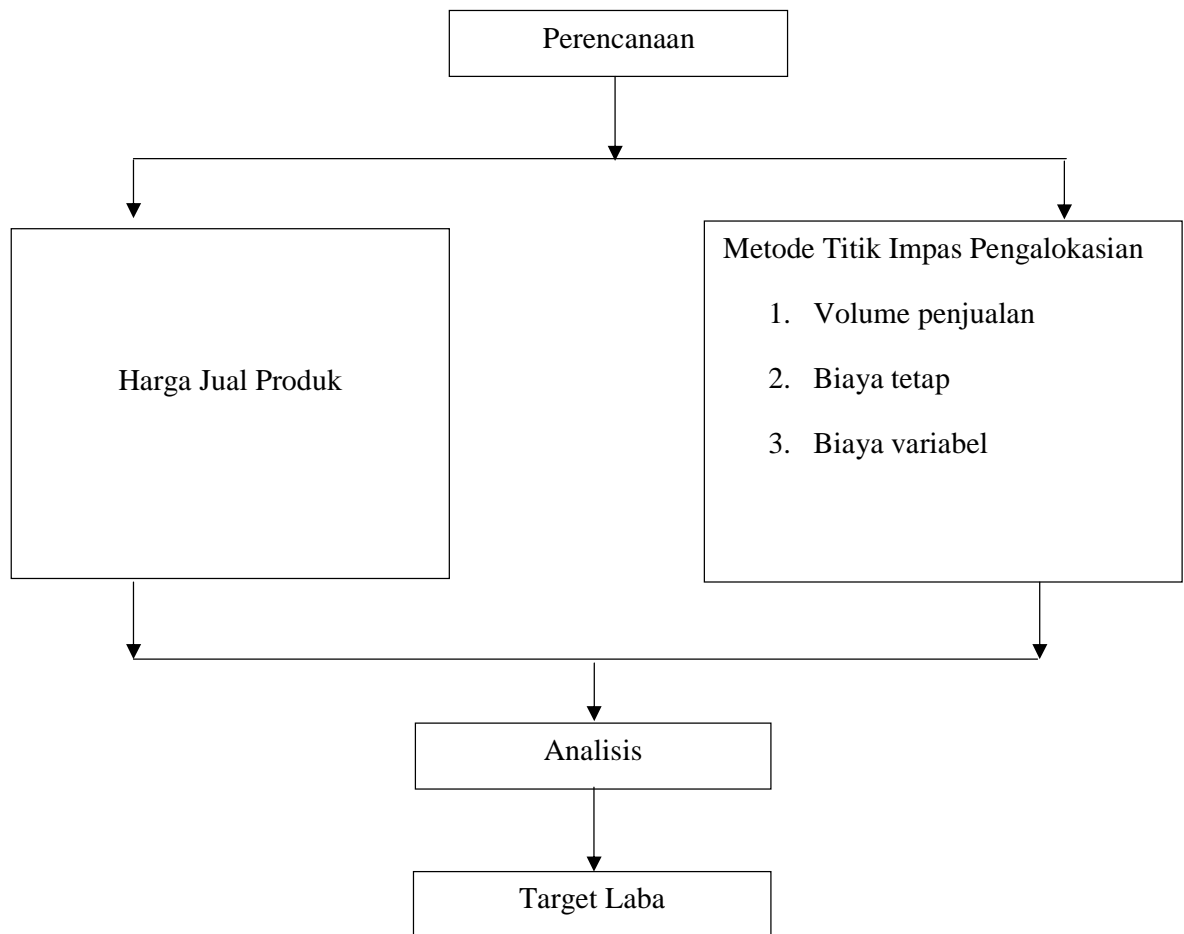 Perencanaan
Harga Jual Produk
Metode Titik Impas Pengalokasian
1. Volume penjualan
2. Biaya tetap
3. Biaya variabel
Analisis
Target Laba